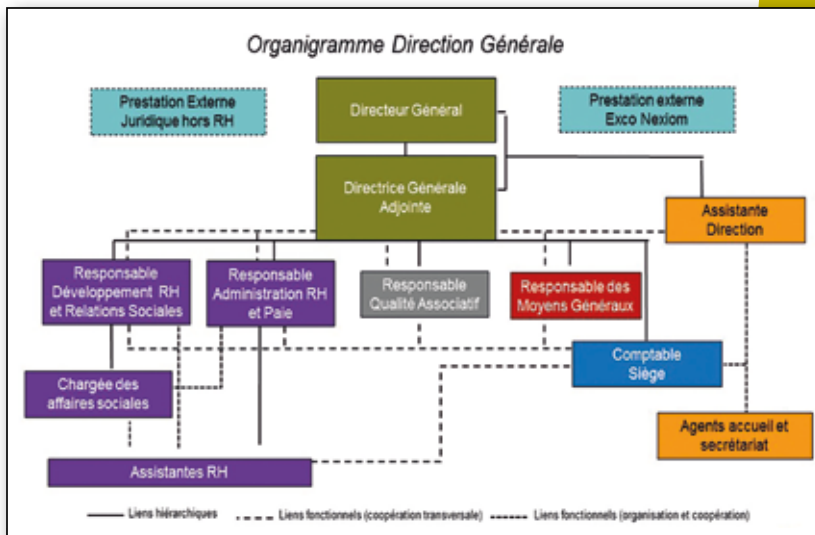 Organigramme Direction Générale
Prestation Externe
Juridique hors RH
Directeur Général
Prestation externe
Exco Nexiom
Directrice Générale
Adjointe
Assistante
Direction
Responsable
Développement RH
et Relations Sociales
Responsable
Administration RH
et Paie
Responsable
Qualité Associatif
Responsable des
Moyens Généraux
Comptable
Siège
Chargée des
affaires sociales
Agents accueil et
secrétariat
Assistantes RH
Liens hiérarchiques
Liens fonctionnels (coopération transversale)
Liens fonctionnels (organisation et coopération)